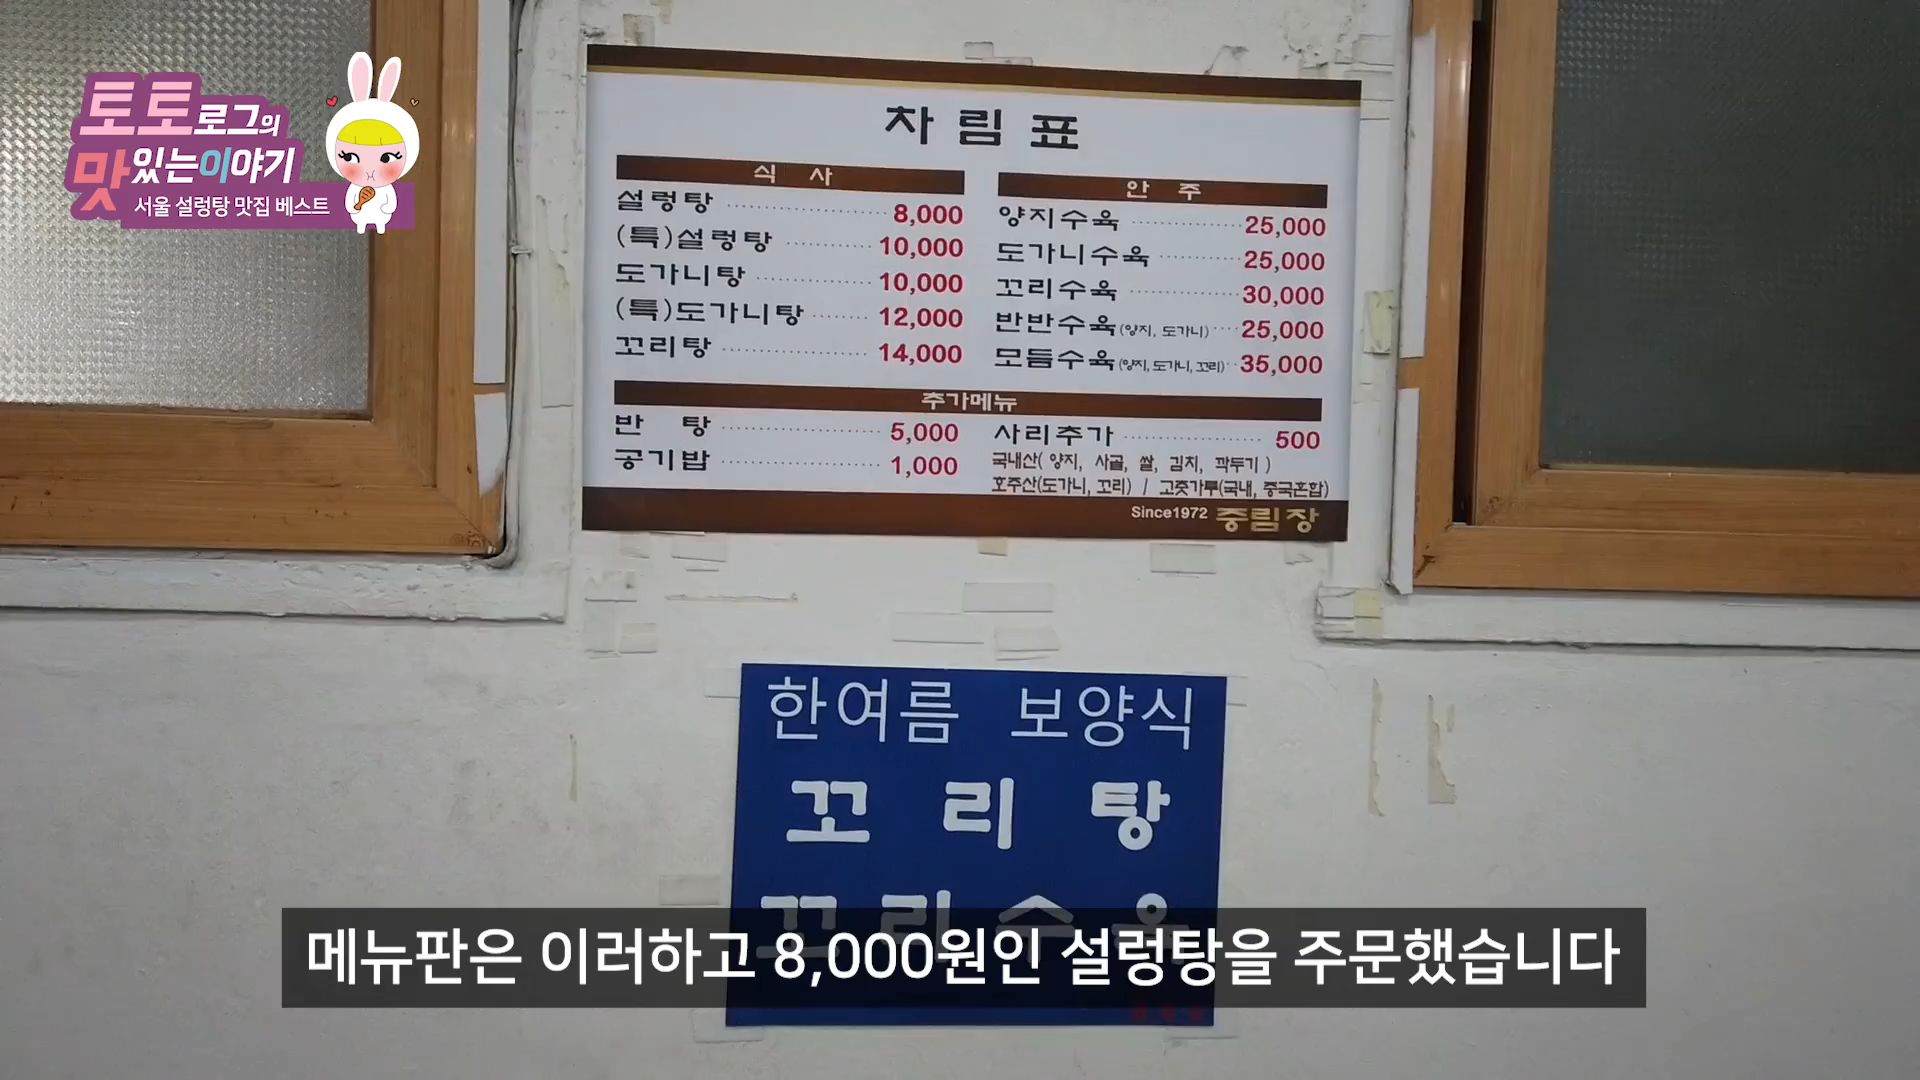 토토로그의
맛있는이야기
서울 설렁탕 맛집 베스트
차림표
식 사
설렁탕 8,000
(특)설렁탕 10,000
도가니탕 10,000
(특)도가니탕 12,000
꼬리탕 14,000
안 주
양지수육 25,000
도가니수육 25,000
꼬리수육 30,000
반반수육(양지, 도가니) 25,000
모듬수육(양지, 도가니, 꼬리) 35,000
추가메뉴
반 탕 5,000
공기밥 1,000
사리추가 500
국내산( 양지, 사골, 쌀, 김치, 깍두기 )
호주산(도가니, 꼬리) / 고춧가루(국내, 중국혼합)
Since1972 중림장
한여름 보양식
꼬 리 탕
꼬 리 수 육
메뉴판은 이러하고 8,000원인 설렁탕을 주문했습니다